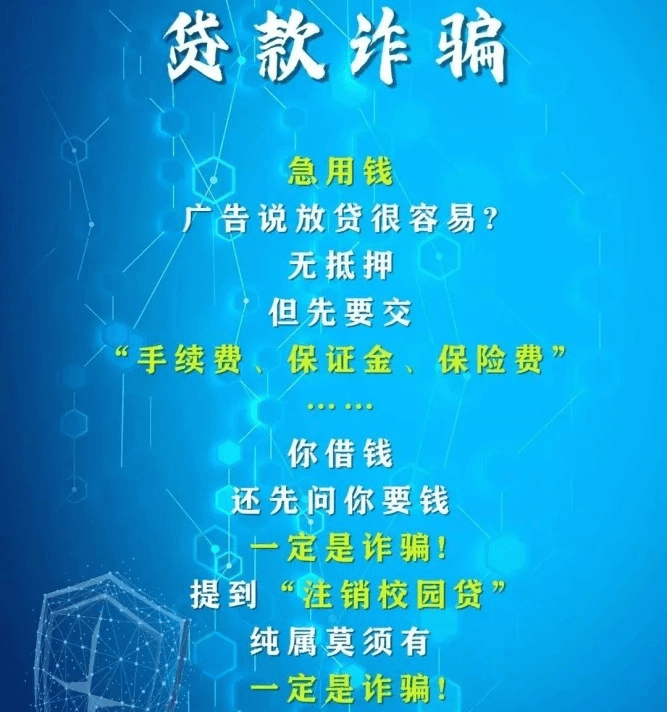 贷款诈骗
急用钱
广告说放贷很容易?
无抵押
但先要交
“手续费、保证金、保险费”
……
你借钱
还先问你要钱
一定是诈骗!
提到“注销校园贷”
纯属莫须有
一定是诈骗!